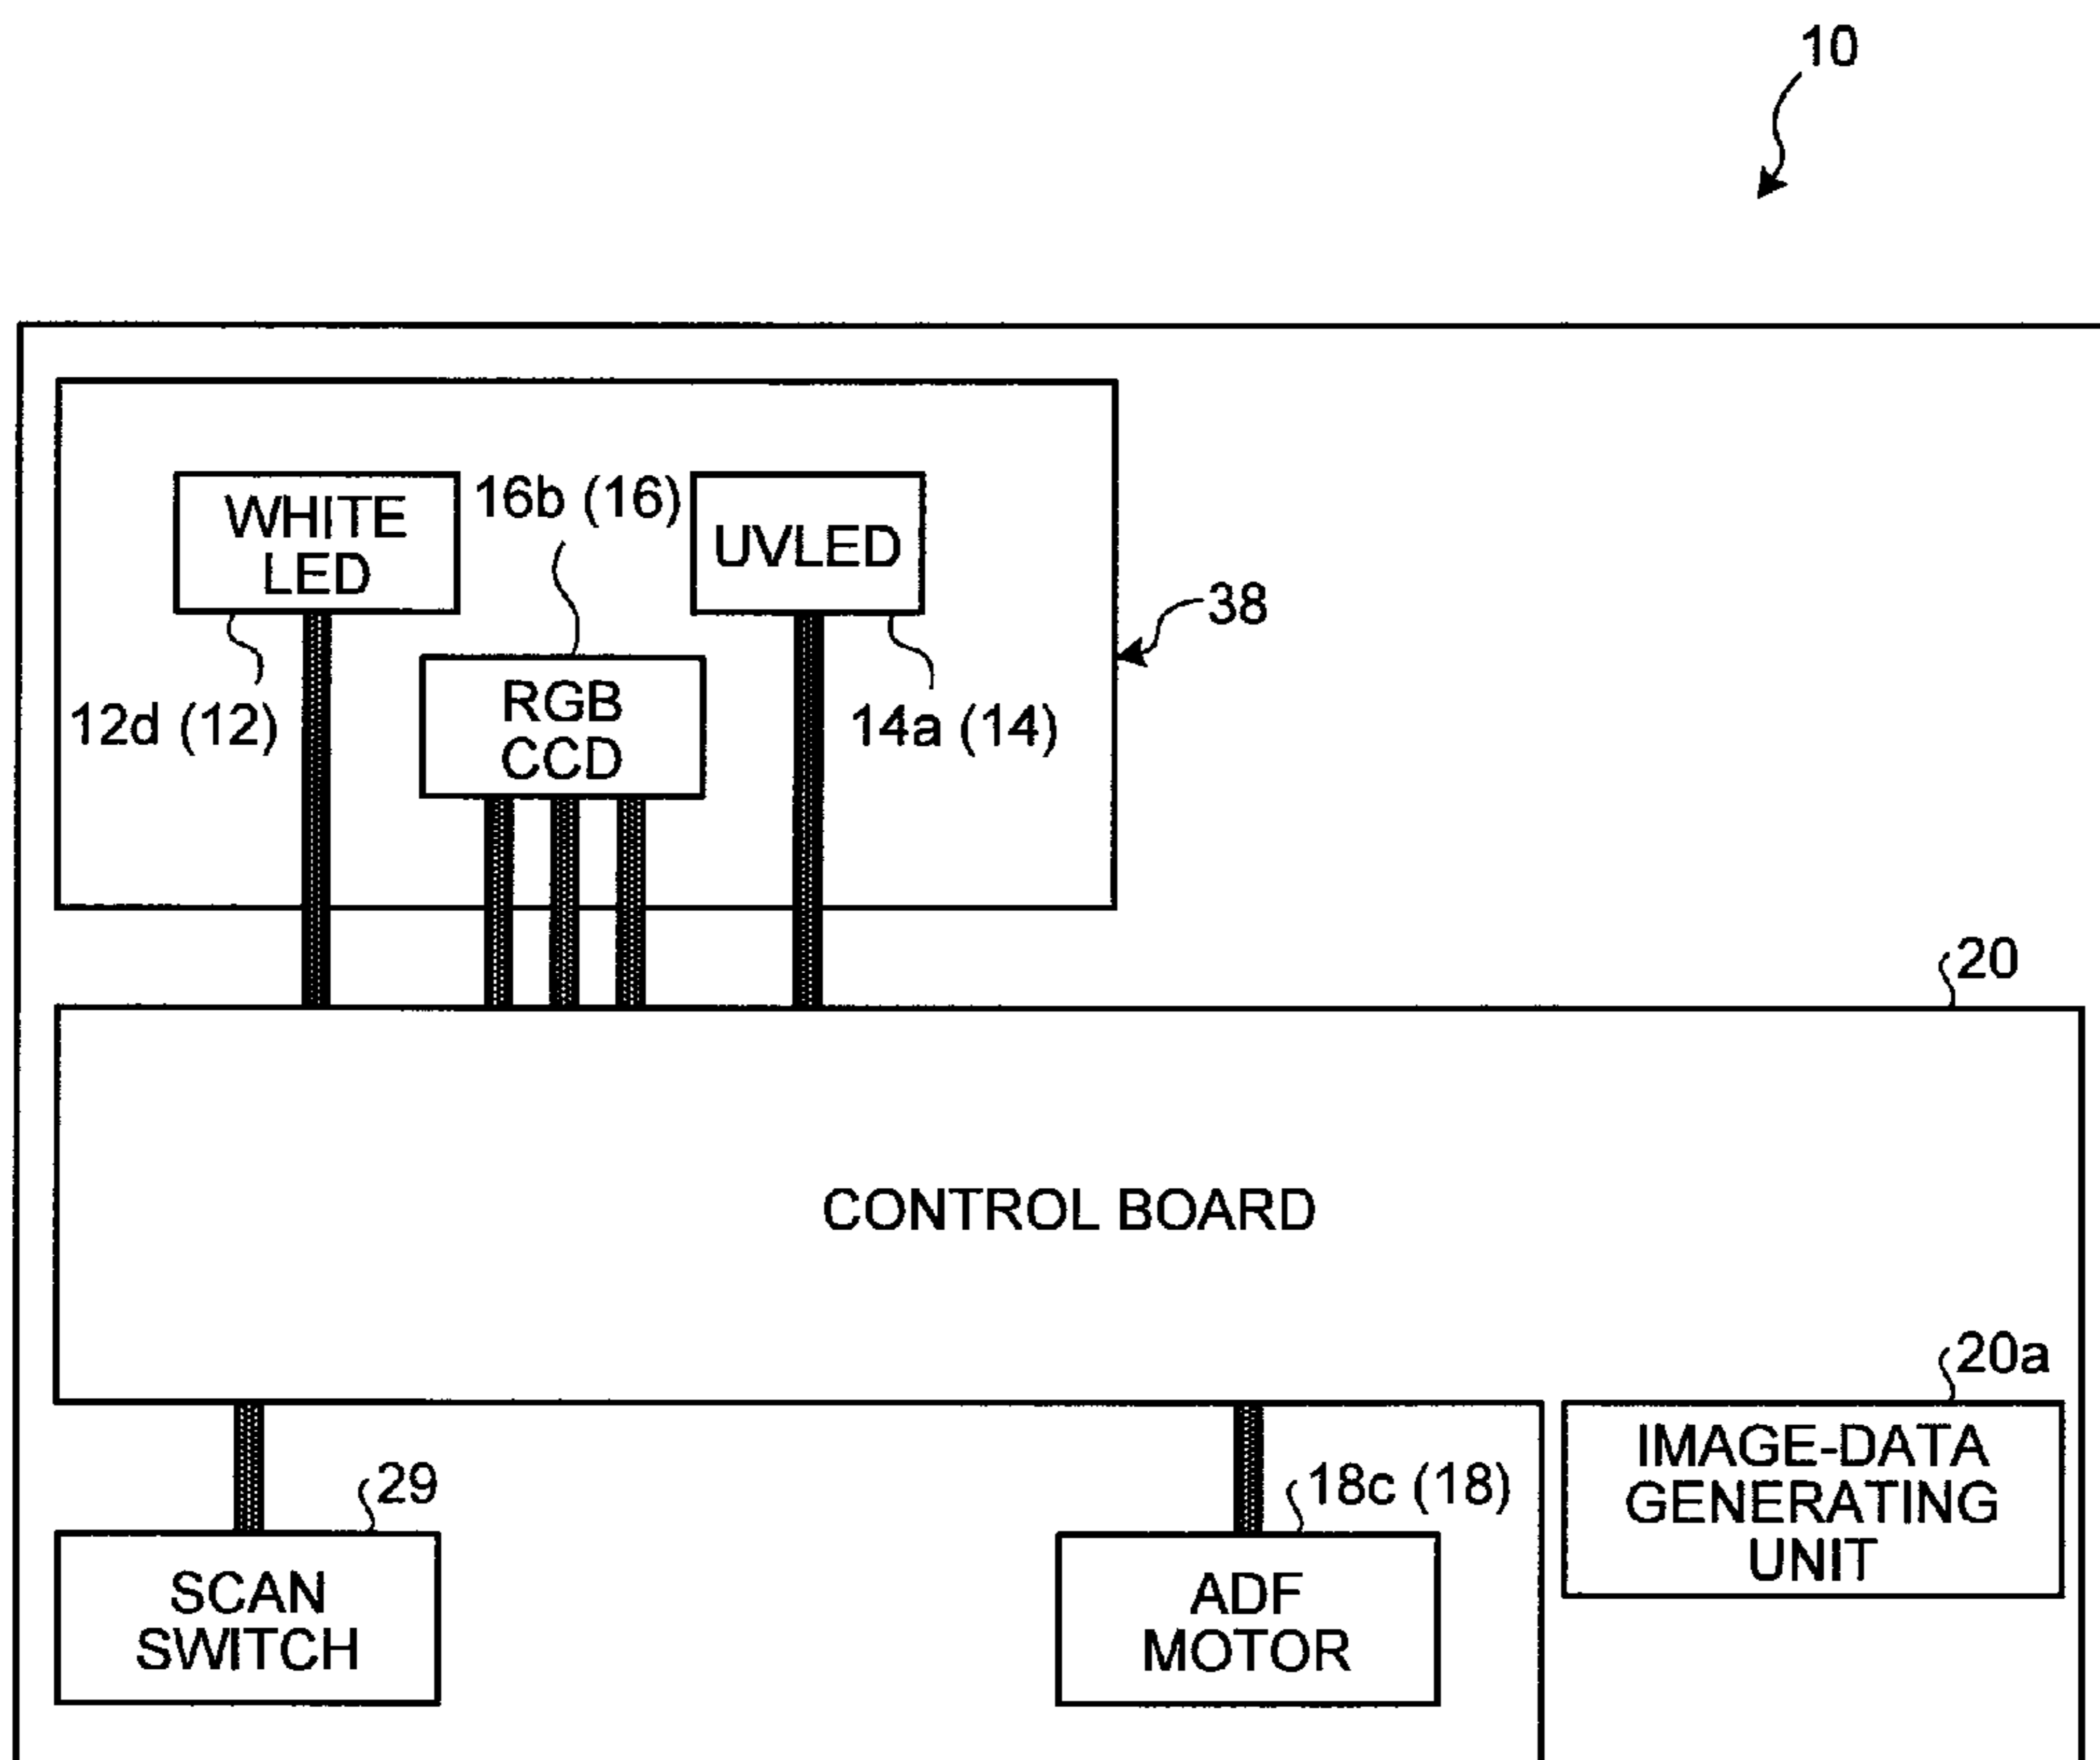 10
WHITE
LED
16b (16)
UVLED
38
12d (12)
RGB
CCD
14a (14)
20
CONTROL BOARD
20a
29
18c (18)
IMAGE-DATA
GENERATING
UNIT
SCAN
SWITCH
ADF
MOTOR